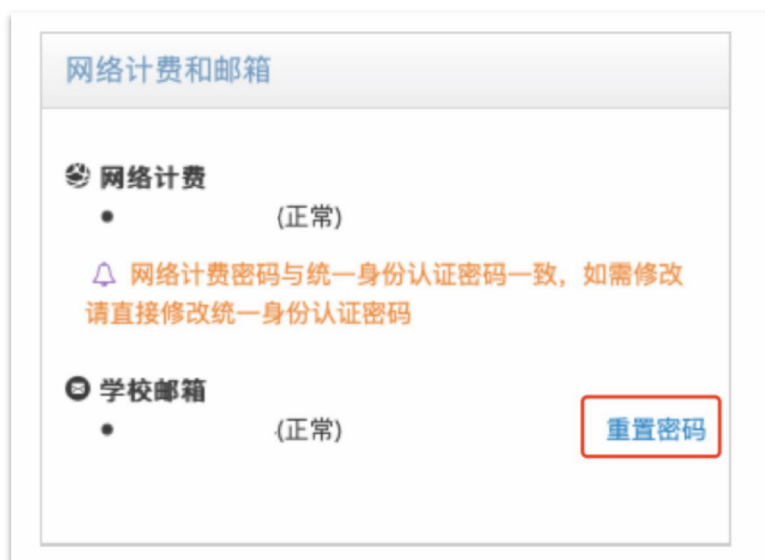 网络计费和邮箱
网络计费
(正常)
网络计费密码与统一身份认证密码一致，如需修改
请直接修改统一身份认证密码
学校邮箱
(正常)
重置密码